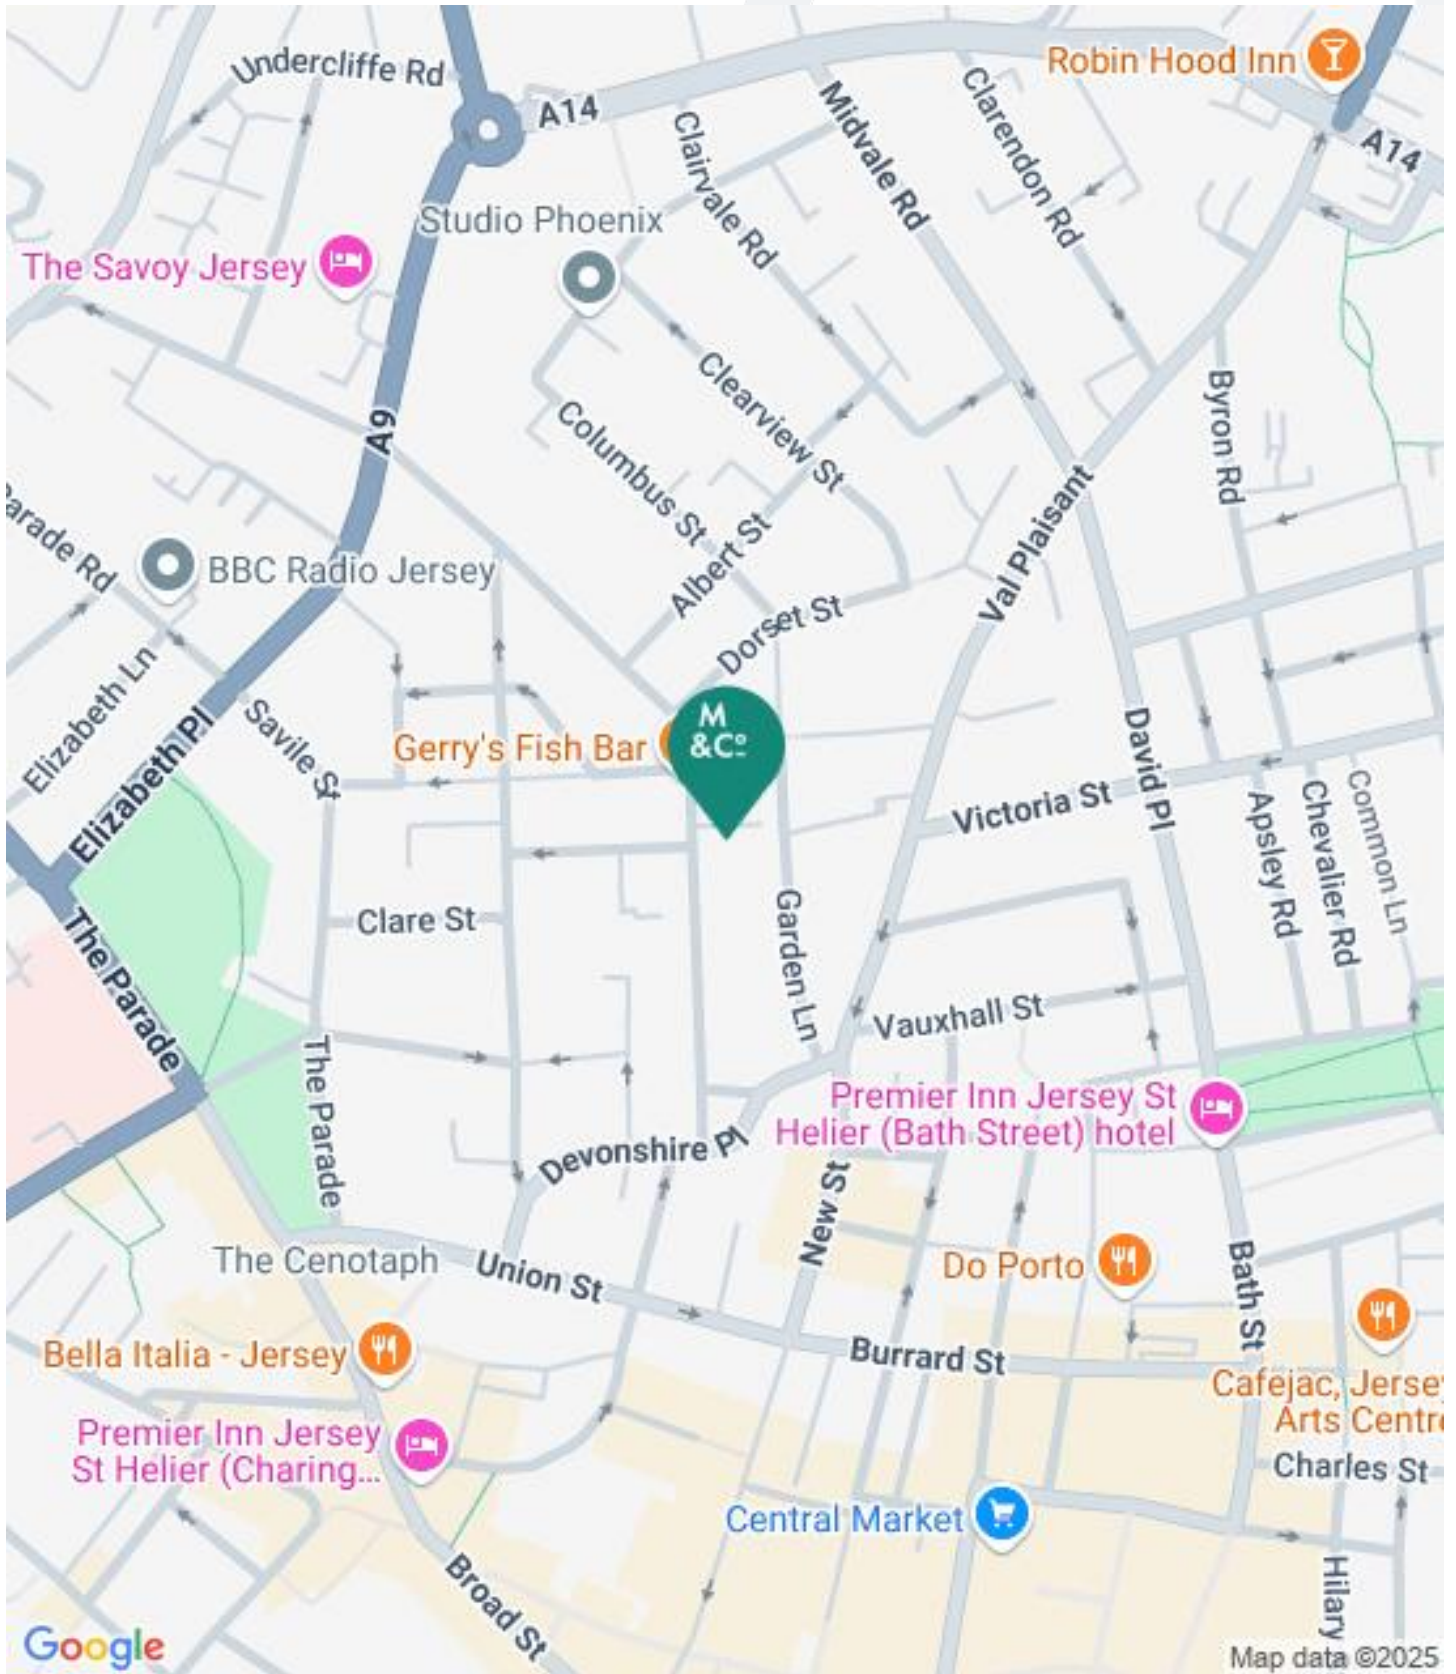 Undercliffe Rd
A14
Robin Hood Inn
A14
Midvale Rd
Clarendon Rd
Clairvale Rd
Studio Phoenix
The Savoy Jersey
A9
Clearview St
Columbus St
Byron Rd
Parade Rd
BBC Radio Jersey
Albert St
Val Plaisant
Dorset St
Elizabeth Ln
Elizabeth Pl
Savile St
M
&Co
Gerry's Fish Bar
David Pl
Victoria St
Apsley Rd
Chevalier Rd
Common Ln
Clare St
Garden Ln
The Parade
Vauxhall St
The Parade
Premier Inn Jersey St
Helier (Bath Street) hotel
Devonshire Pl
New St
The Cenotaph
Union St
Do Porto
Bath St
Bella Italia - Jersey
Burrard St
Cafejac, Jersey
Arts Centre
Premier Inn Jersey
St Helier (Charing...
Charles St
Central Market
Broad St
Hilary
Google
Map data ©2025